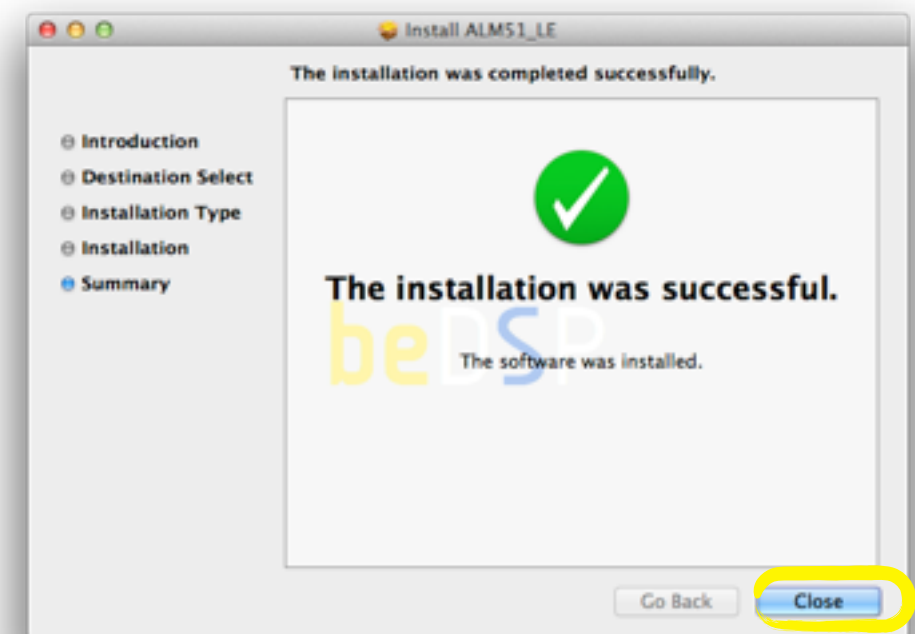 Install ALM51_LE
The installation was completed successfully.
Introduction
Destination Select
Installation Type
Installation
Summary
The installation was successful.
beDSP
The software was installed.
Go Back
Close